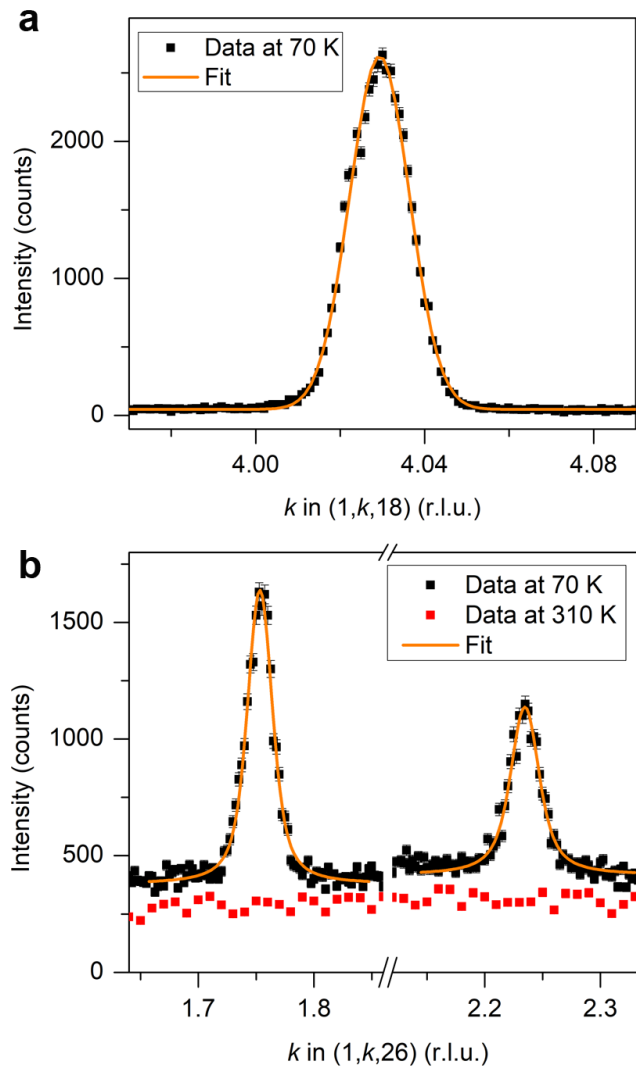 a
Data at 70 K
Fit
2000
1000
0
Intensity (counts)
4.00
4.04
4.08
k in (1,k,18) (r.l.u.)
b
Data at 70 K
Data at 310 K
Fit
1500
1000
500
0
Intensity (counts)
1.7
1.8
2.2
2.3
k in (1,k,26) (r.l.u.)